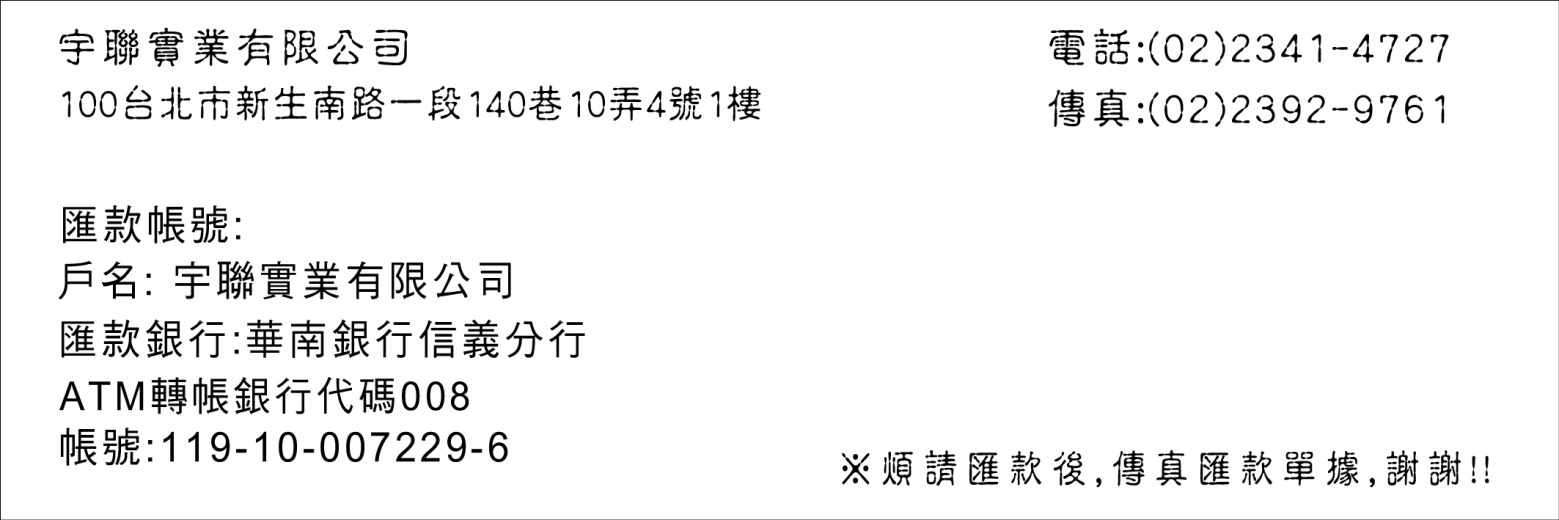 宇聯實業有限公司
電話:(02)2341-4727
100台北市新生南路一段140巷10弄4號1樓
傳真:(02)2392-9761
匯款帳號:
戶名: 宇聯實業有限公司
匯款銀行:華南銀行信義分行
ATM轉帳銀行代碼008
帳號:119-10-007229-6
※煩請匯款後,傳真匯款單據,謝謝!!